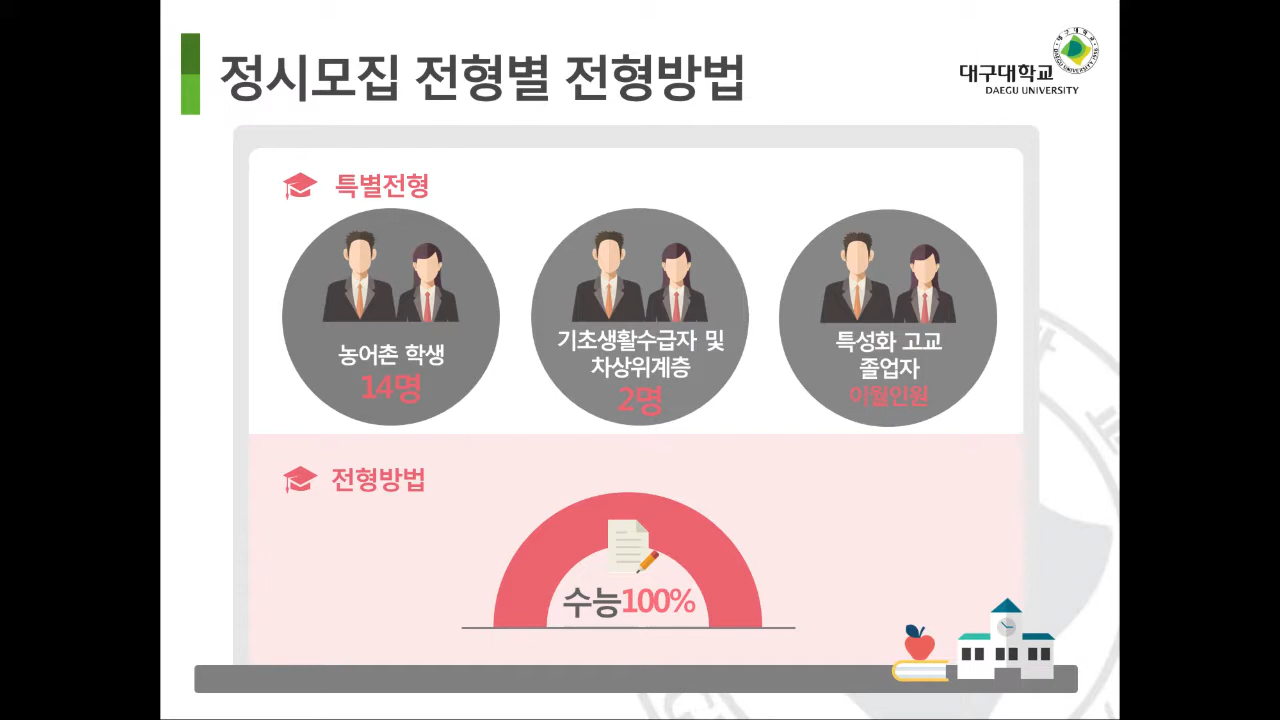 정시모집 전형별 전형방법
대구대학교
DAEGU UNIVERSITY
특별전형
농어촌 학생
14명
기초생활수급자 및
차상위계층
2명
특성화 고교
졸업자
이월인원
전형방법
수능100%